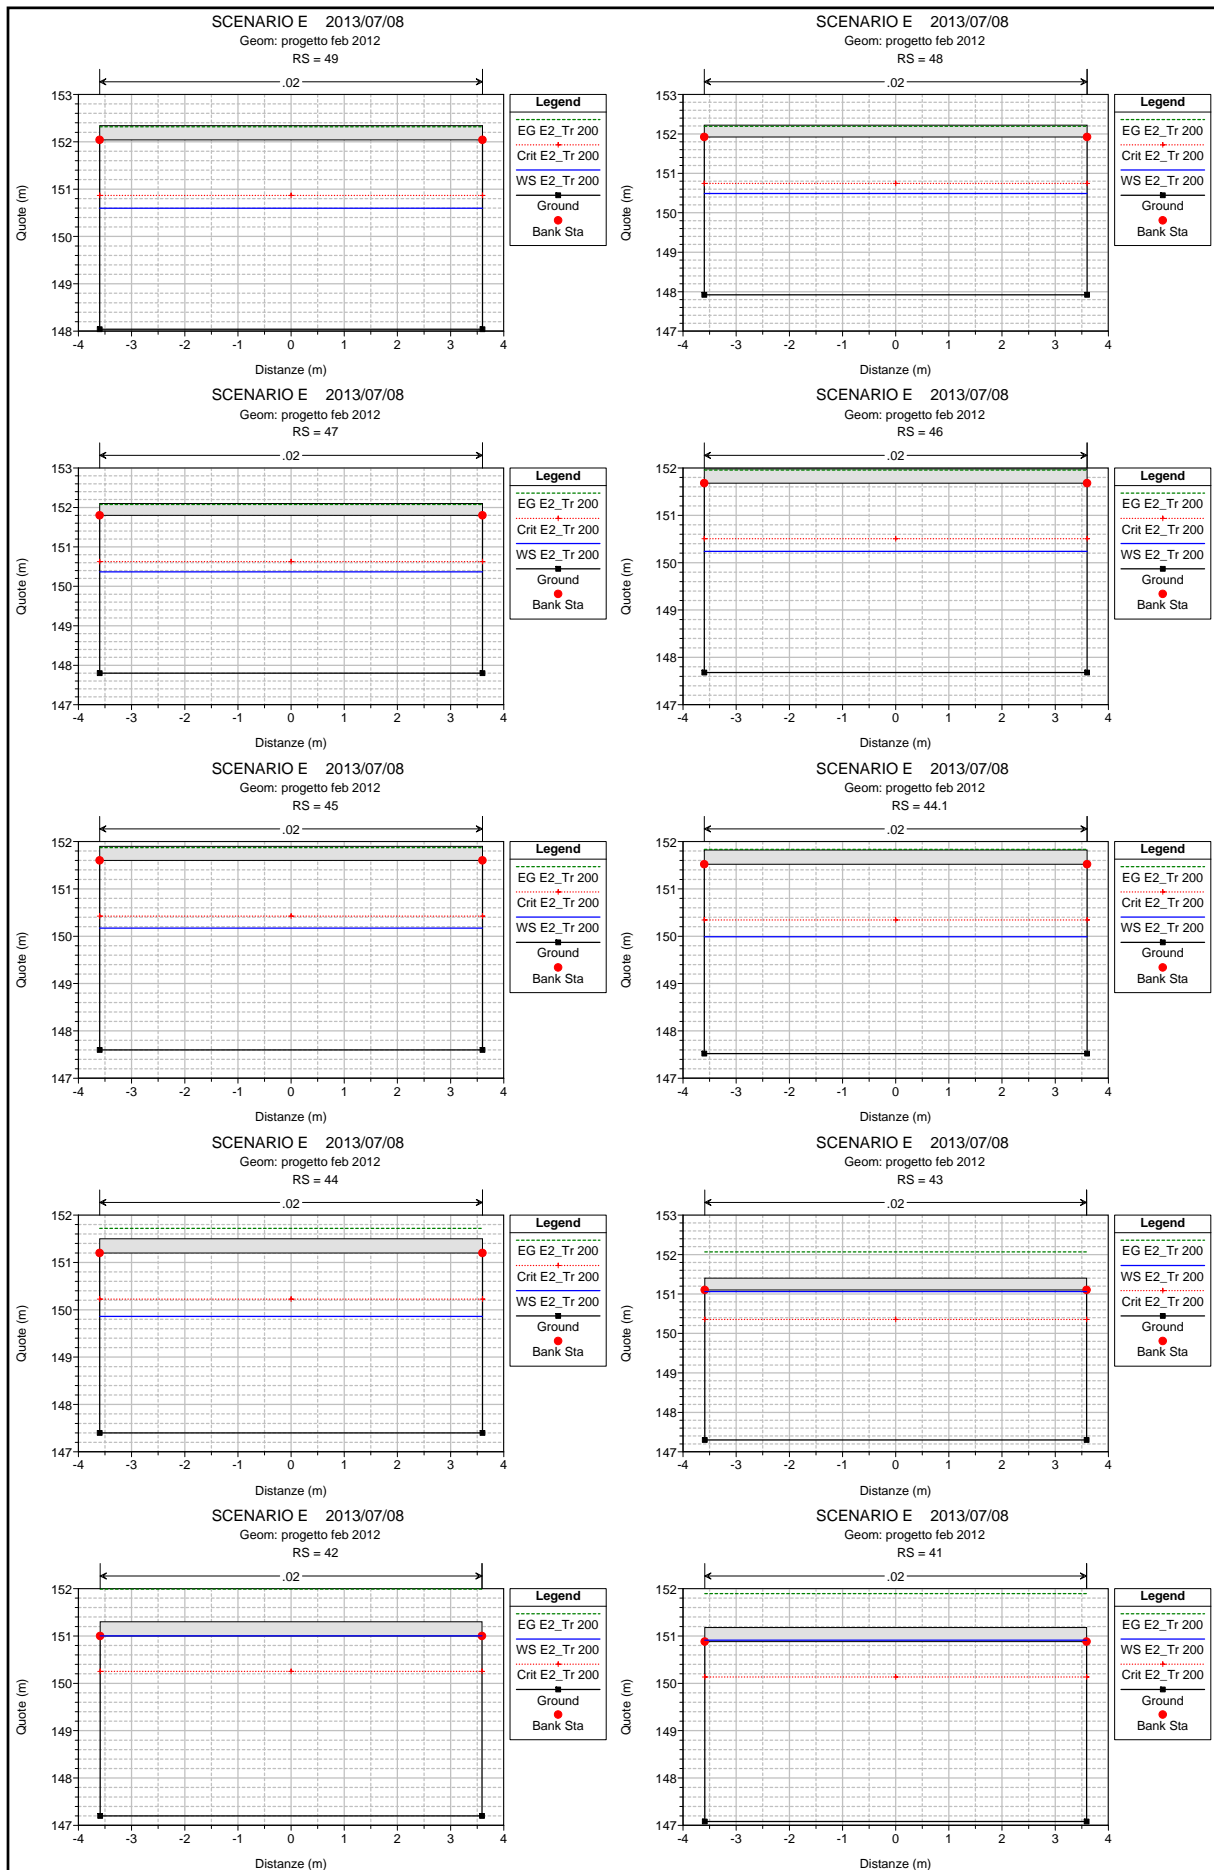 SCENARIO E 2013/07/08
Geom: progetto feb 2012
RS = 49
.02
153
152
151
150
149
148
-4 -3 -2 -1 0 1 2 3 4
Distanze (m)
Quote (m)
Legend
EG E2_Tr 200
Crit E2_Tr 200
WS E2_Tr 200
Ground
Bank Sta
SCENARIO E 2013/07/08
Geom: progetto feb 2012
RS = 48
.02
153
152
151
150
149
148
147
-4 -3 -2 -1 0 1 2 3 4
Distanze (m)
Quote (m)
Legend
EG E2_Tr 200
Crit E2_Tr 200
WS E2_Tr 200
Ground
Bank Sta
SCENARIO E 2013/07/08
Geom: progetto feb 2012
RS = 47
.02
153
152
151
150
149
148
147
-4 -3 -2 -1 0 1 2 3 4
Distanze (m)
Quote (m)
Legend
EG E2_Tr 200
Crit E2_Tr 200
WS E2_Tr 200
Ground
Bank Sta
SCENARIO E 2013/07/08
Geom: progetto feb 2012
RS = 46
.02
152
151
150
149
148
147
-4 -3 -2 -1 0 1 2 3 4
Distanze (m)
Quote (m)
Legend
EG E2_Tr 200
Crit E2_Tr 200
WS E2_Tr 200
Ground
Bank Sta
SCENARIO E 2013/07/08
Geom: progetto feb 2012
RS = 45
.02
152
151
150
149
148
147
-4 -3 -2 -1 0 1 2 3 4
Distanze (m)
Quote (m)
Legend
EG E2_Tr 200
Crit E2_Tr 200
WS E2_Tr 200
Ground
Bank Sta
SCENARIO E 2013/07/08
Geom: progetto feb 2012
RS = 44.1
.02
152
151
150
149
148
147
-4 -3 -2 -1 0 1 2 3 4
Distanze (m)
Quote (m)
Legend
EG E2_Tr 200
Crit E2_Tr 200
WS E2_Tr 200
Ground
Bank Sta
SCENARIO E 2013/07/08
Geom: progetto feb 2012
RS = 44
.02
152
151
150
149
148
147
-4 -3 -2 -1 0 1 2 3 4
Distanze (m)
Quote (m)
Legend
EG E2_Tr 200
Crit E2_Tr 200
WS E2_Tr 200
Ground
Bank Sta
SCENARIO E 2013/07/08
Geom: progetto feb 2012
RS = 43
.02
153
152
151
150
149
148
147
-4 -3 -2 -1 0 1 2 3 4
Distanze (m)
Quote (m)
Legend
EG E2_Tr 200
WS E2_Tr 200
Crit E2_Tr 200
Ground
Bank Sta
SCENARIO E 2013/07/08
Geom: progetto feb 2012
RS = 42
.02
152
151
150
149
148
147
-4 -3 -2 -1 0 1 2 3 4
Distanze (m)
Quote (m)
Legend
EG E2_Tr 200
WS E2_Tr 200
Crit E2_Tr 200
Ground
Bank Sta
SCENARIO E 2013/07/08
Geom: progetto feb 2012
RS = 41
.02
152
151
150
149
148
147
-4 -3 -2 -1 0 1 2 3 4
Distanze (m)
Quote (m)
Legend
EG E2_Tr 200
WS E2_Tr 200
Crit E2_Tr 200
Ground
Bank Sta